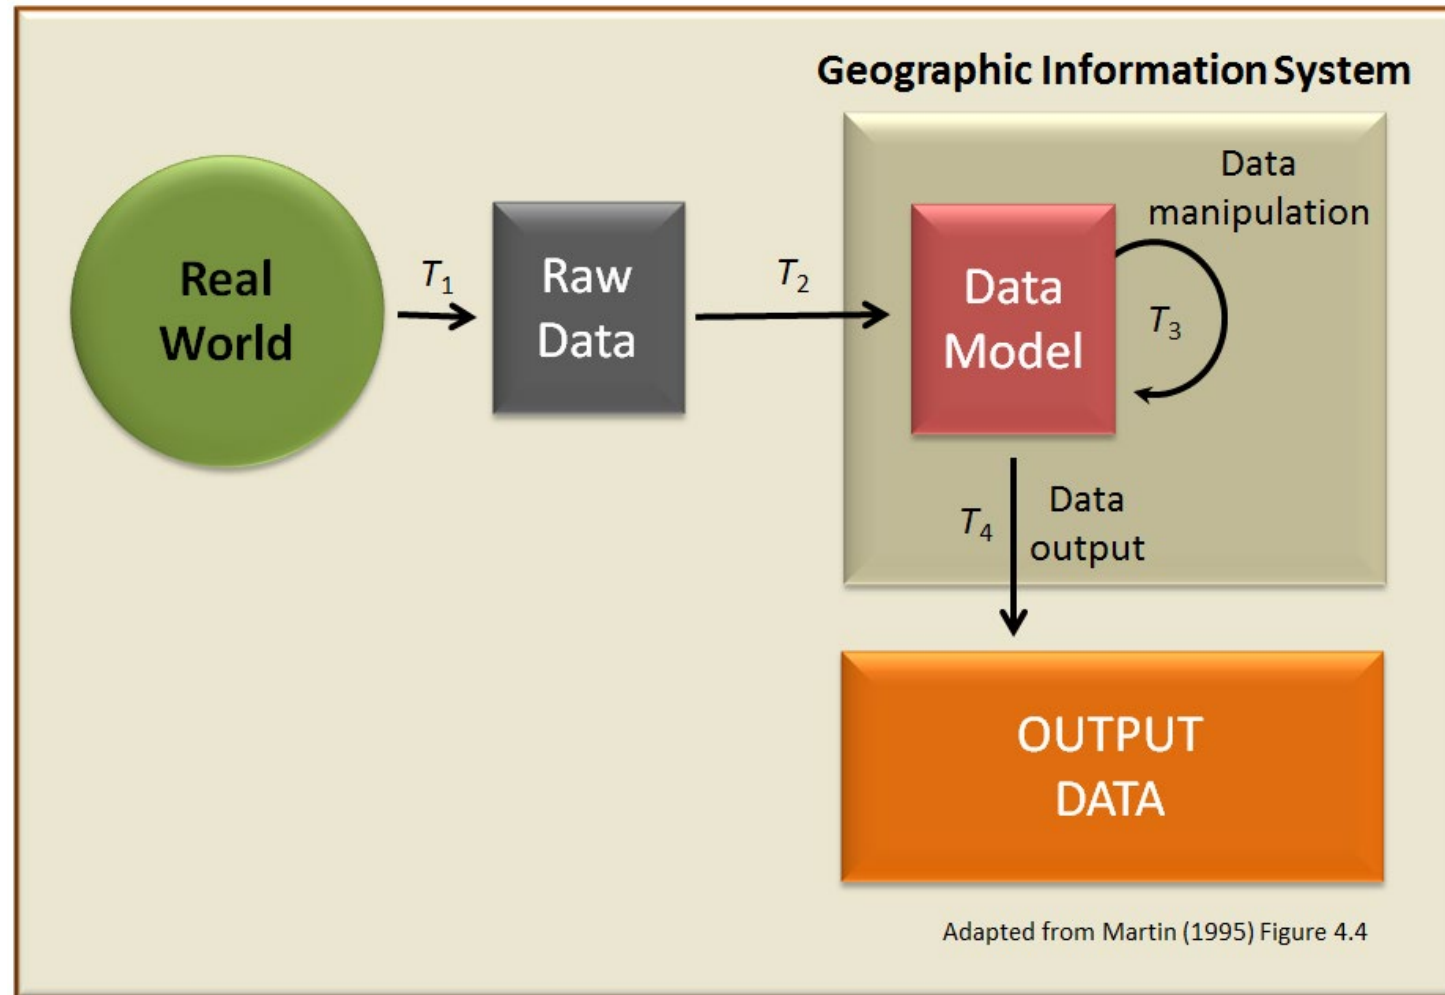 Geographic Information System
Real
World
T₁
Raw
Data
T₂
Data
Model
Data
manipulation
T₃
T₄
Data
output
OUTPUT
DATA
Adapted from Martin (1995) Figure 4.4